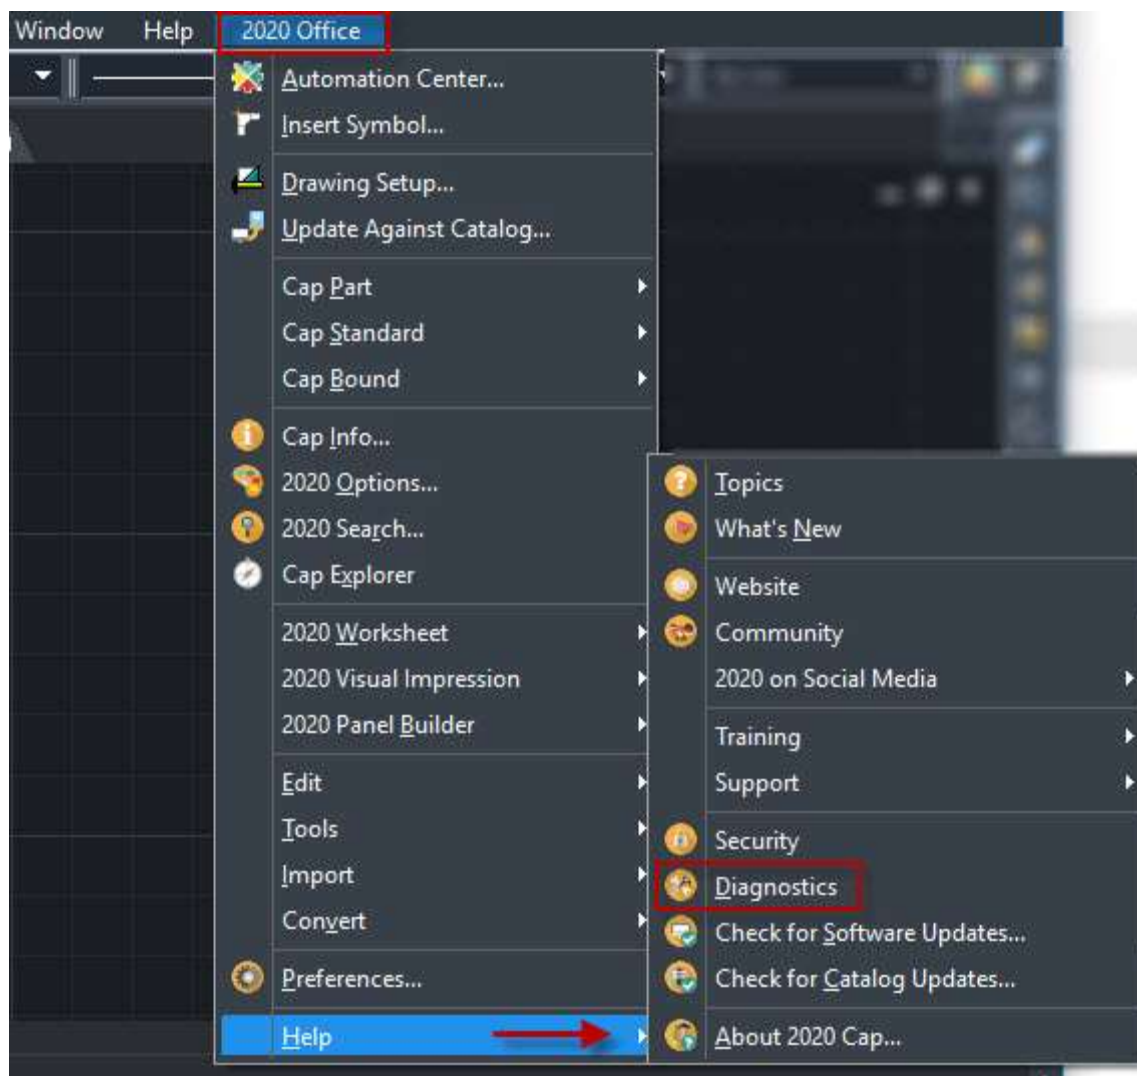 Window Help 2020 Office
Automation Center...
Insert Symbol...
Drawing Setup...
Update Against Catalog...
Cap Part
Cap Standard
Cap Bound
Cap Info...
2020 Options...
2020 Search...
Cap Explorer
2020 Worksheet
2020 Visual Impression
2020 Panel Builder
Edit
Tools
Import
Convert
Preferences...
Help
Topics
What's New
Website
Community
2020 on Social Media
Training
Support
Security
Diagnostics
Check for Software Updates...
Check for Catalog Updates...
About 2020 Cap...